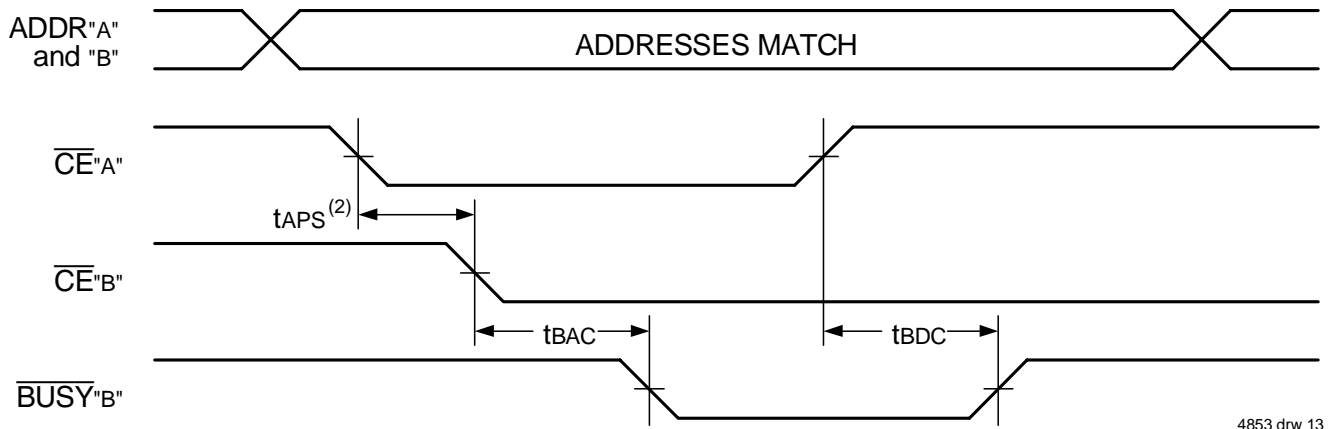 ADDR"A"
and "B"
ADDRESSES MATCH
CE"A"
tAPS(2)
CE"B"
tBAC
tBDC
BUSY"B"
4853 drw 13